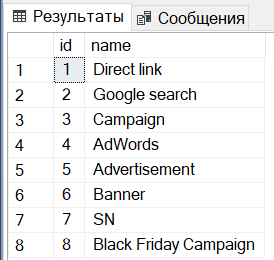 Результаты Сообщения
id name
1 1 Direct link
2 2 Google search
3 3 Campaign
4 4 AdWords
5 5 Advertisement
6 6 Banner
7 7 SN
8 8 Black Friday Campaign